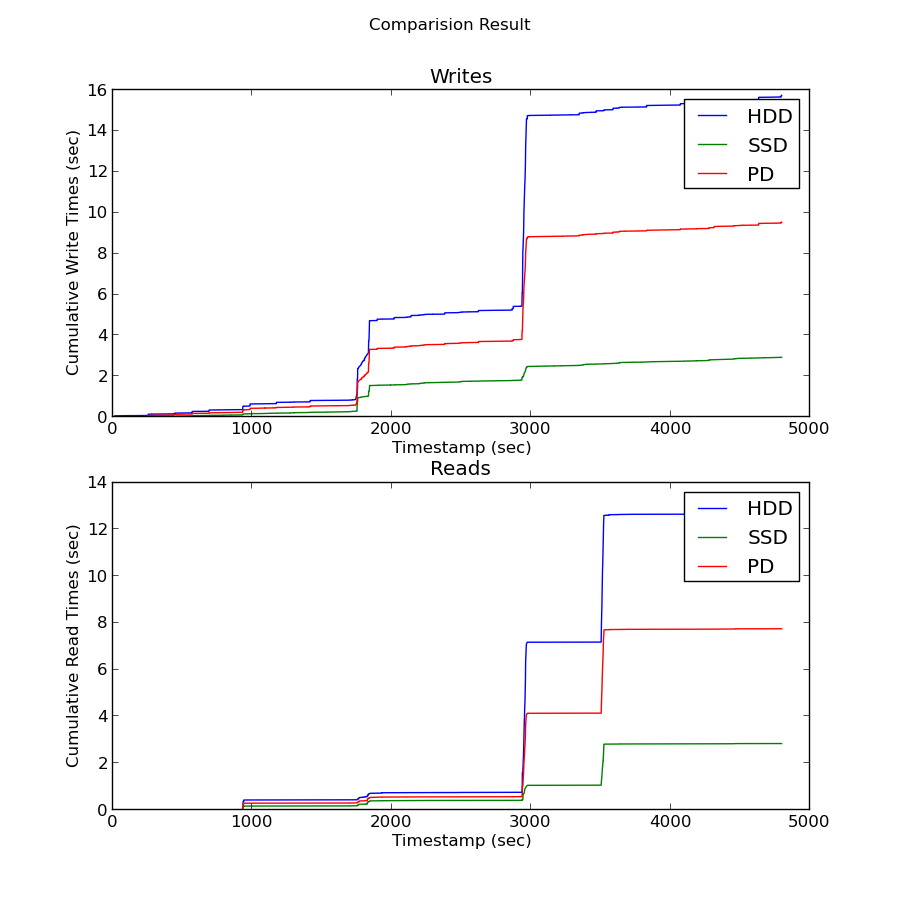 Comparision Result
Writes
Cumulative Write Times (sec)
16
14
12
10
8
6
4
2
0
HDD
SSD
PD
0 1000 2000 3000 4000 5000
Timestamp (sec)
Reads
Cumulative Read Times (sec)
14
12
10
8
6
4
2
0
HDD
SSD
PD
0 1000 2000 3000 4000 5000
Timestamp (sec)